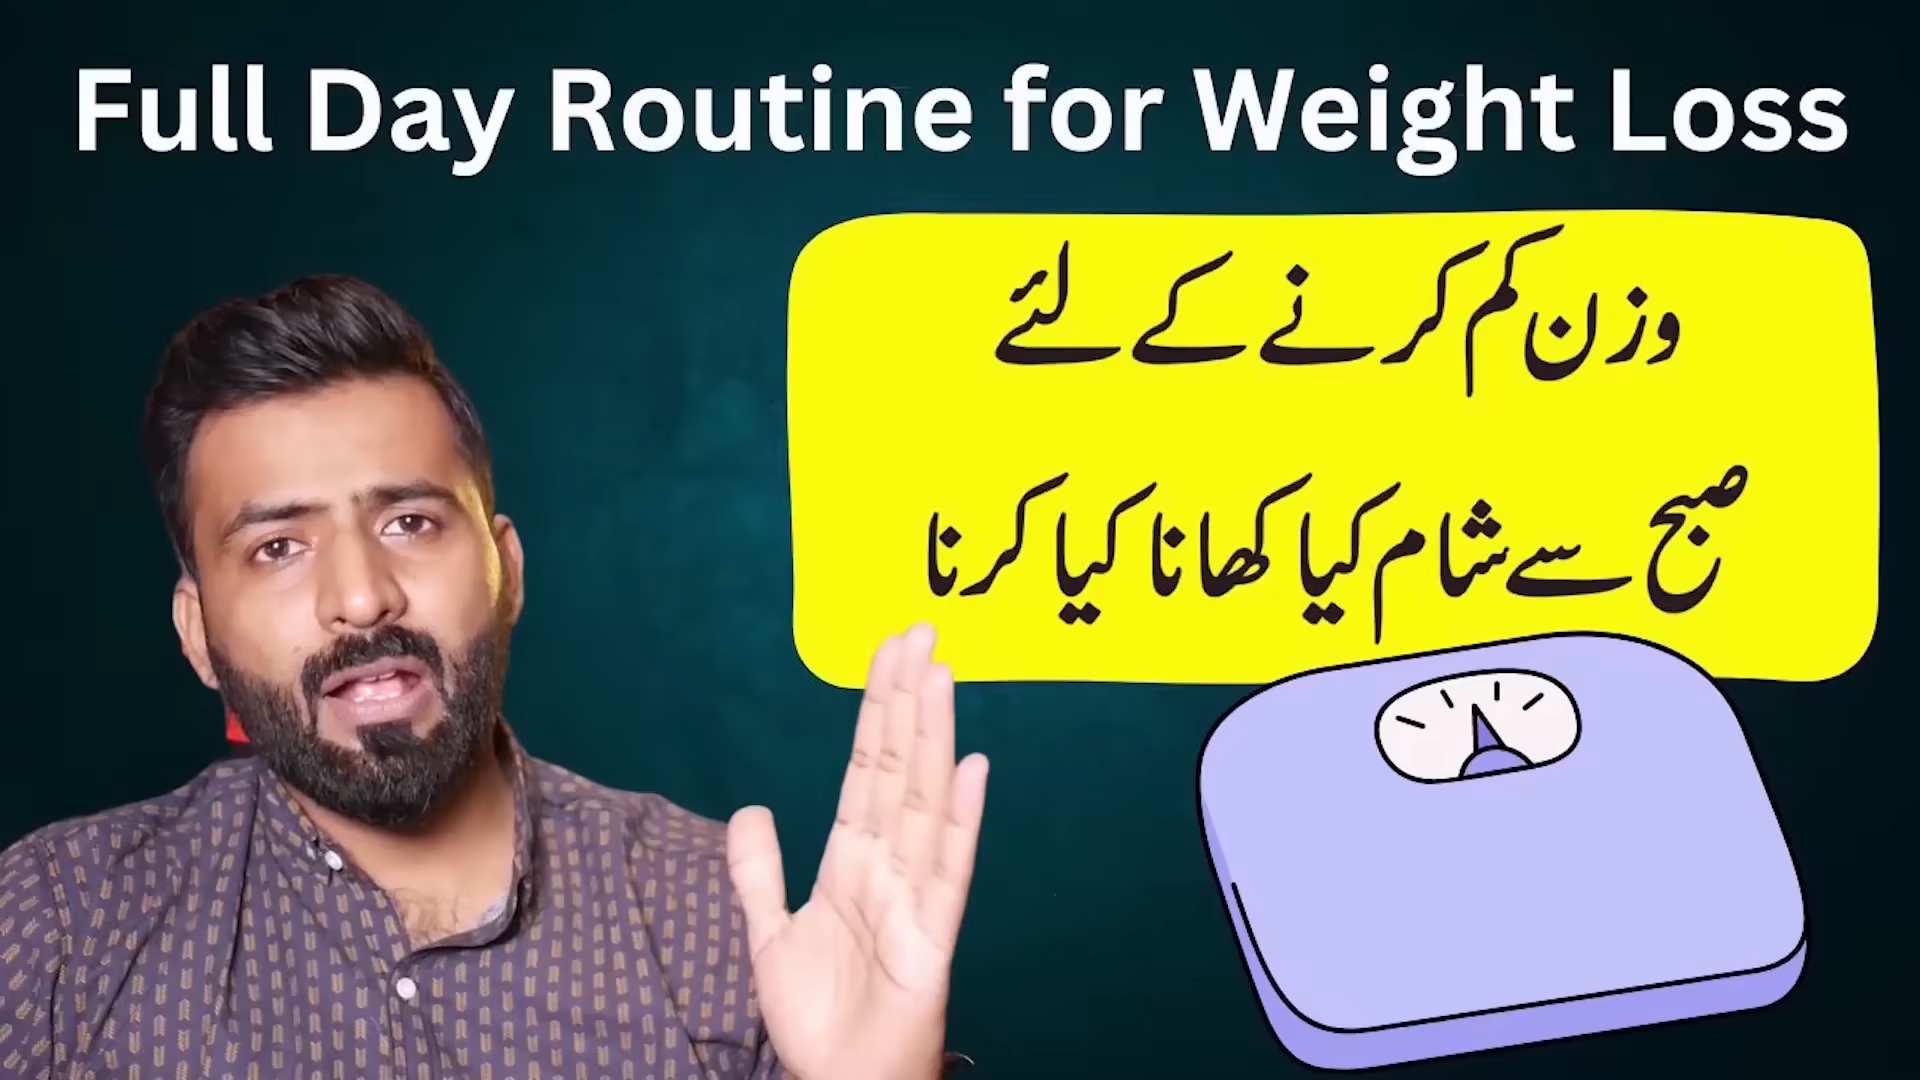 Full Day Routine for Weight Loss
وزن کم کرنے کے لئے
صبح سے شام کیا کھانا کیا کرنا